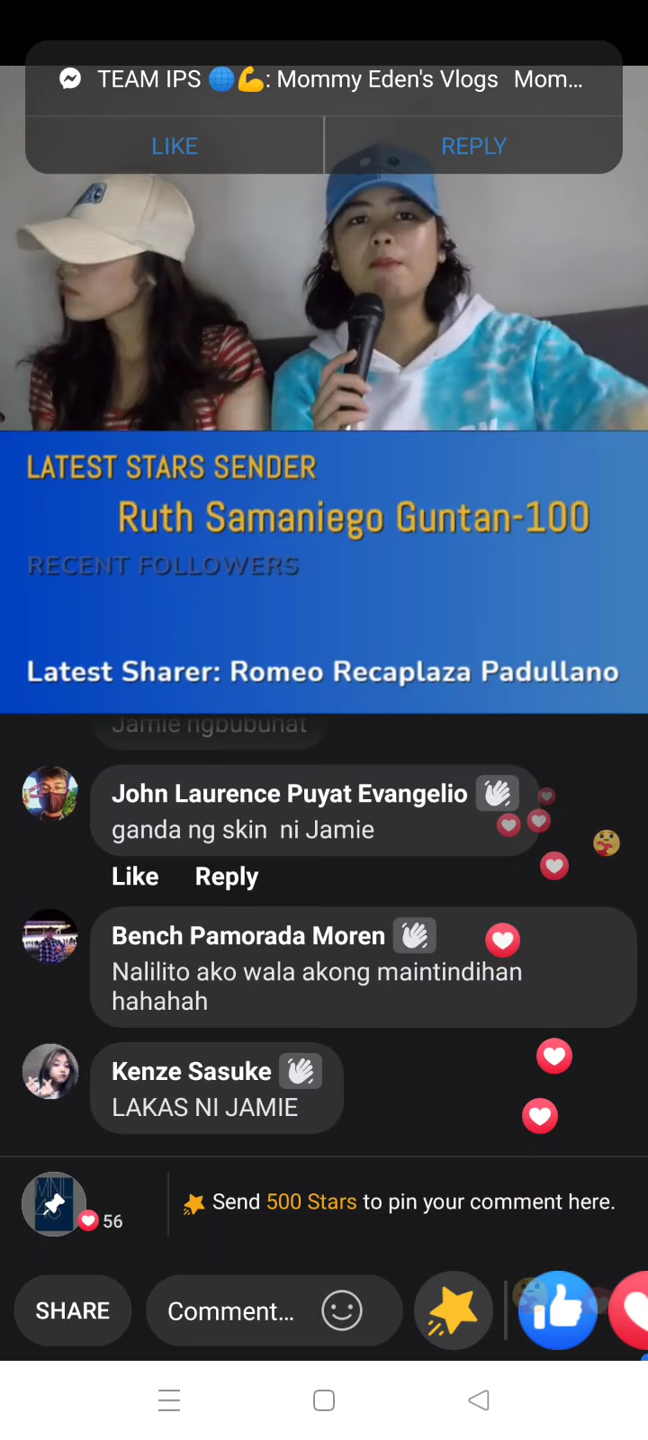 TEAM IPS 🌐💪: Mommy Eden's Vlogs Mom...
LIKE REPLY
LATEST STARS SENDER
Ruth Samaniego Guntan-100
RECENT FOLLOWERS
Latest Sharer: Romeo Recaplaza Padullano
Jamie ngbubuhat
John Laurence Puyat Evangelio
ganda ng skin ni Jamie
Like Reply
Bench Pamorada Moren
Nalilito ako wala akong maintindihan
hahahah
Kenze Sasuke
LAKAS NI JAMIE
Send 500 Stars to pin your comment here.
56
SHARE Comment...